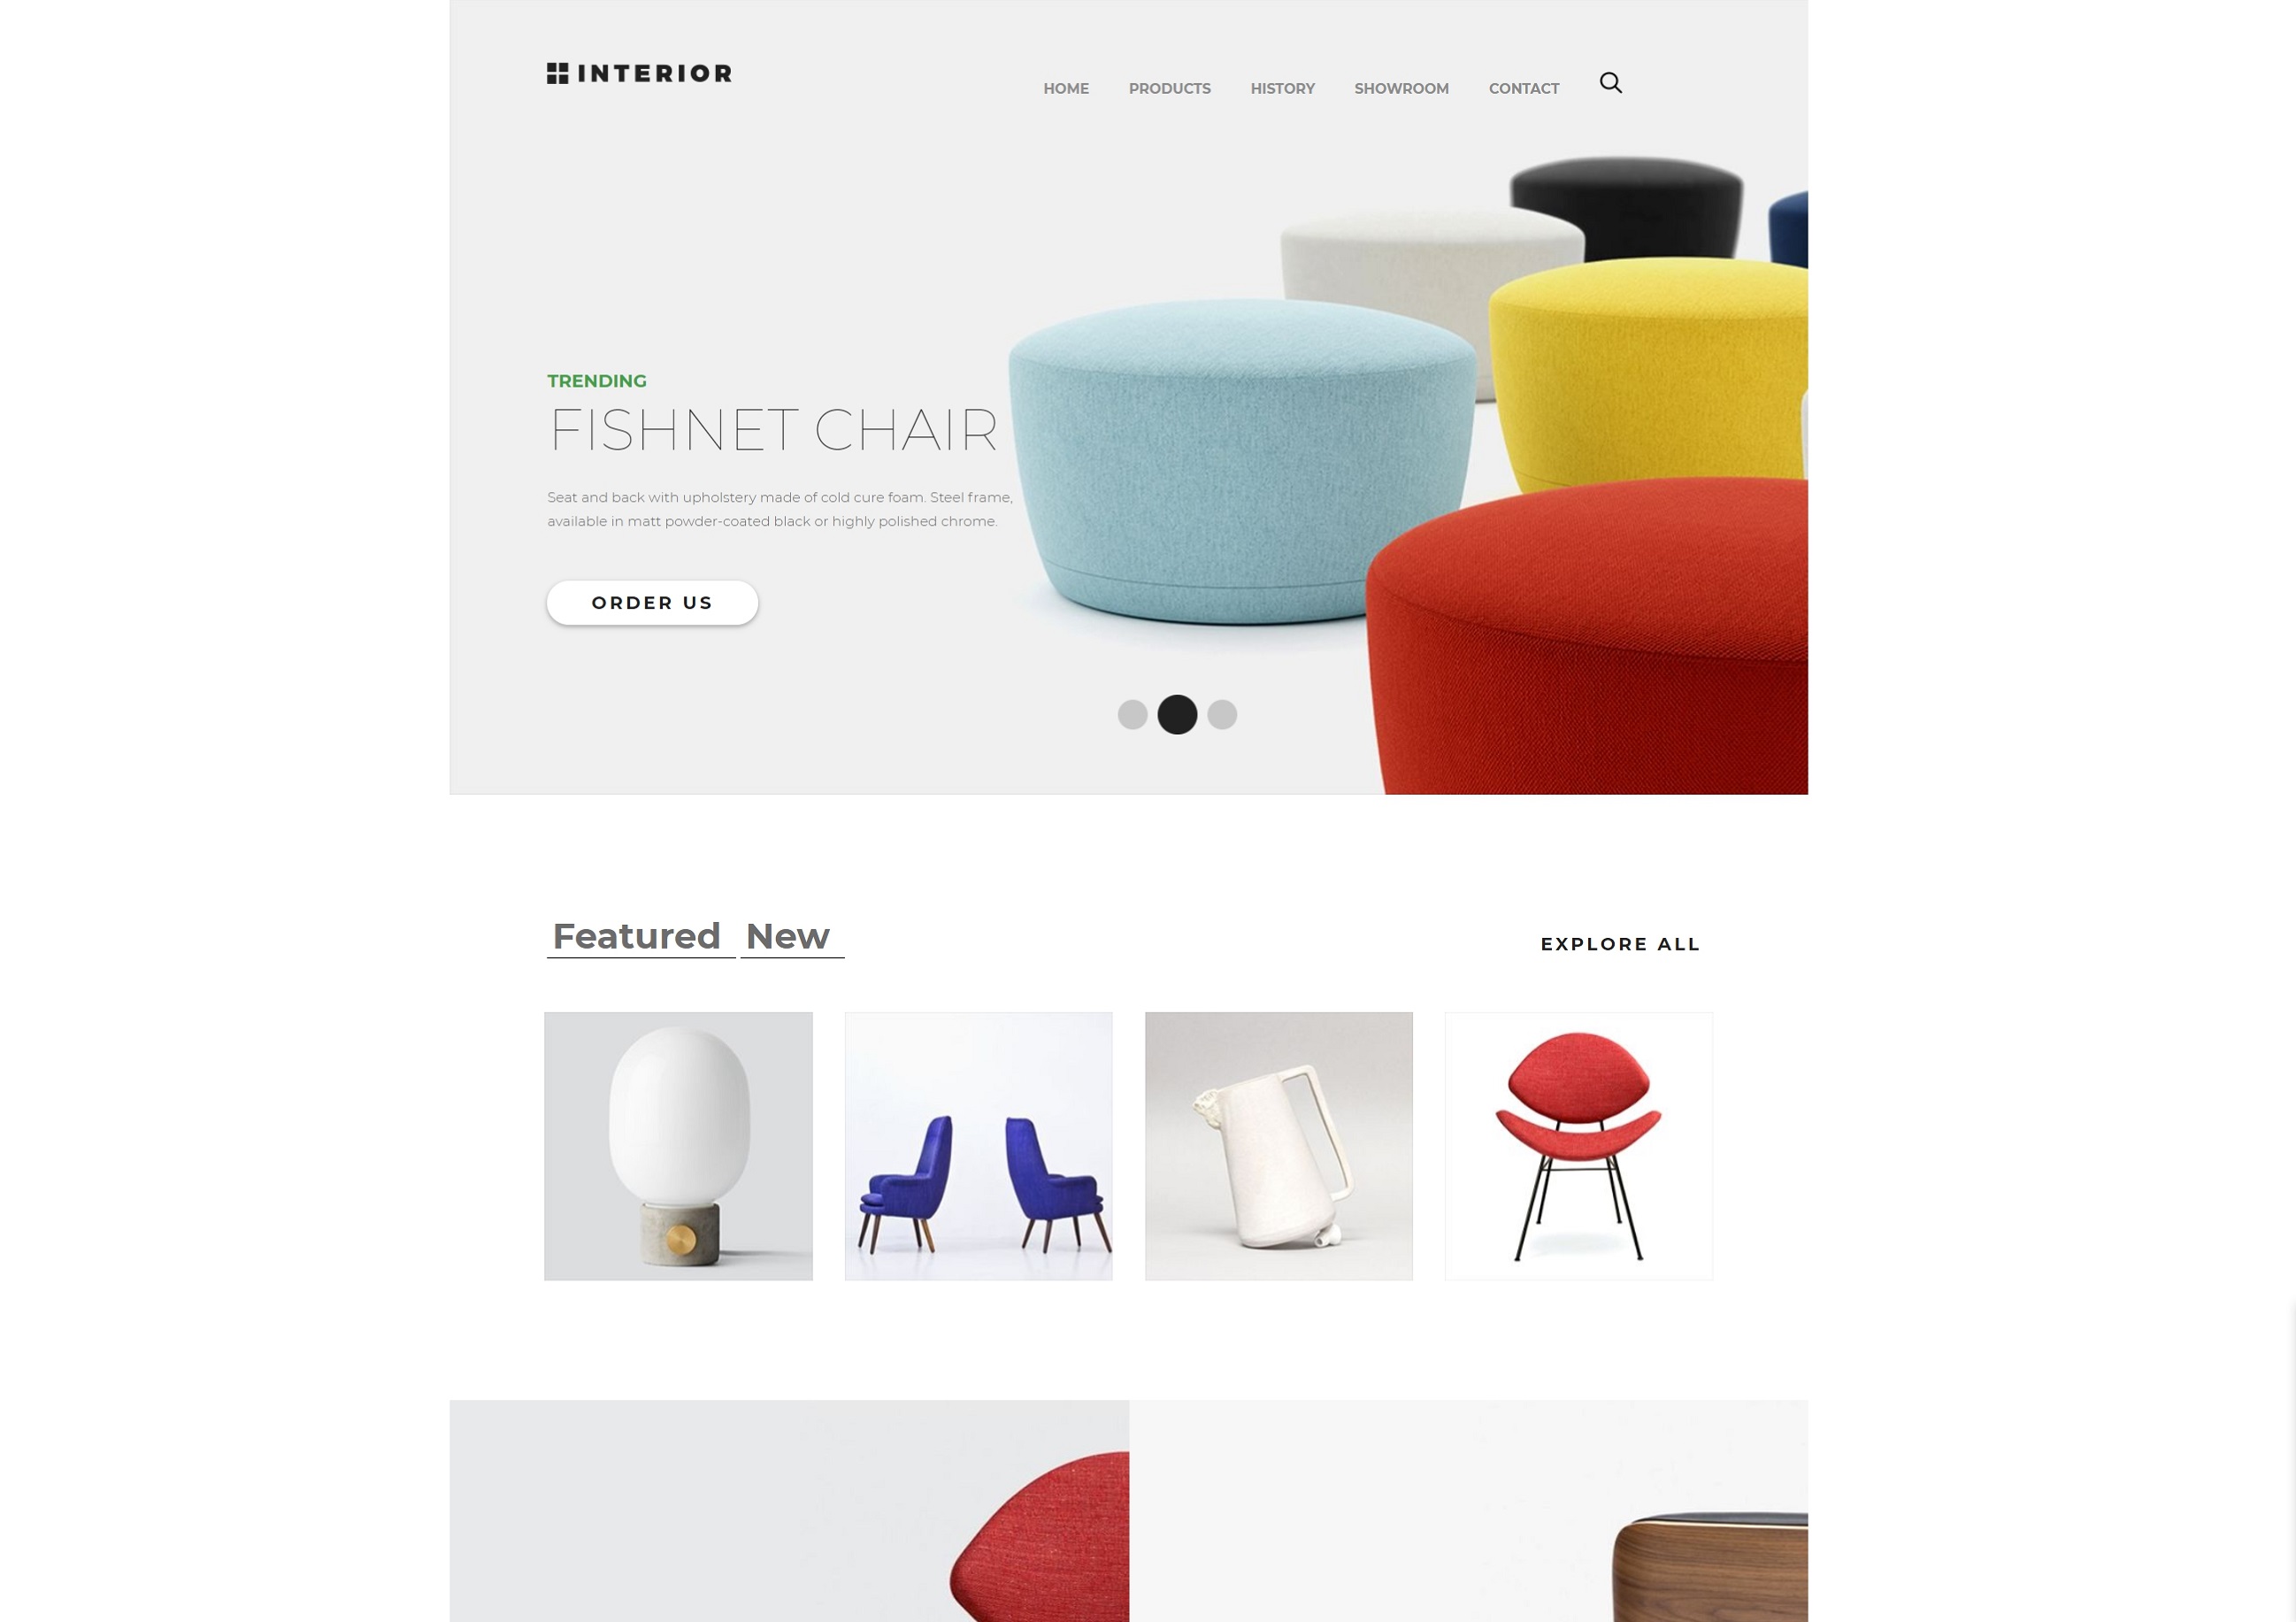 INTERIOR
HOME PRODUCTS HISTORY SHOWROOM CONTACT
TRENDING
FISHNET CHAIR
Seat and back with upholstery made of cold cure foam. Steel frame,
available in matt powder-coated black or highly polished chrome.
ORDER US
Featured New
EXPLORE ALL